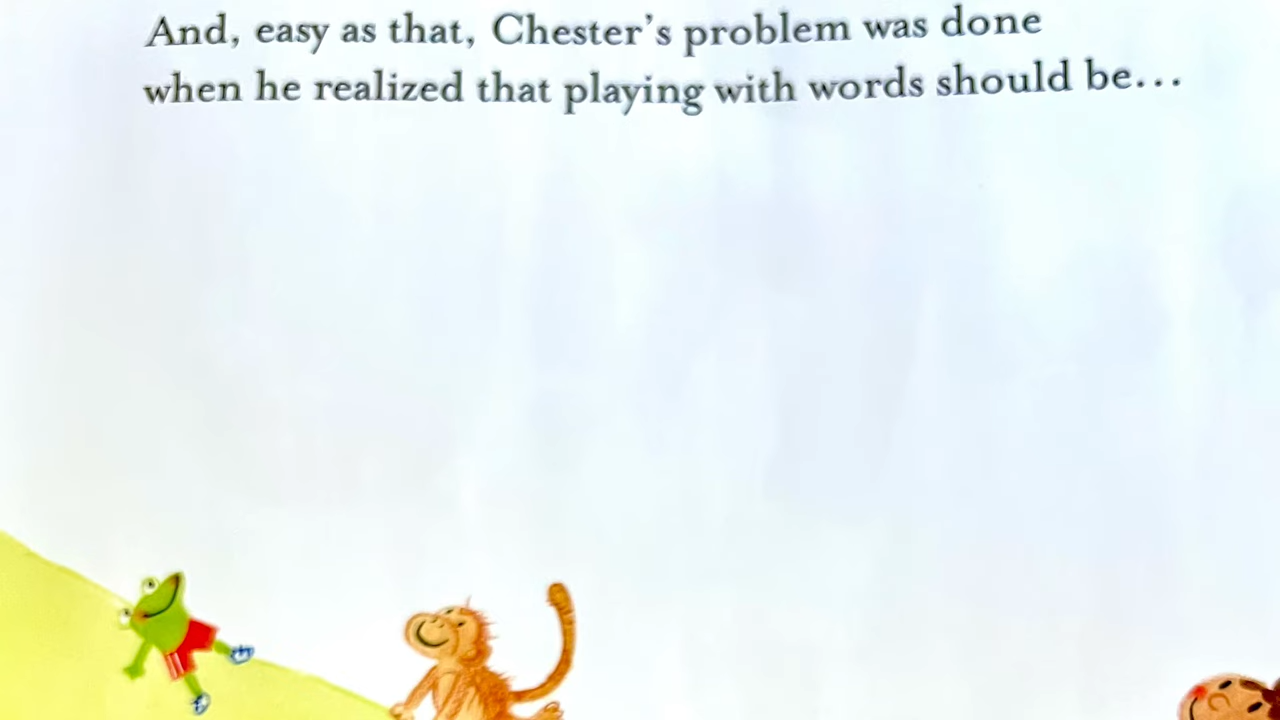 And, easy as that, Chester’s problem was done
when he realized that playing with words should be...